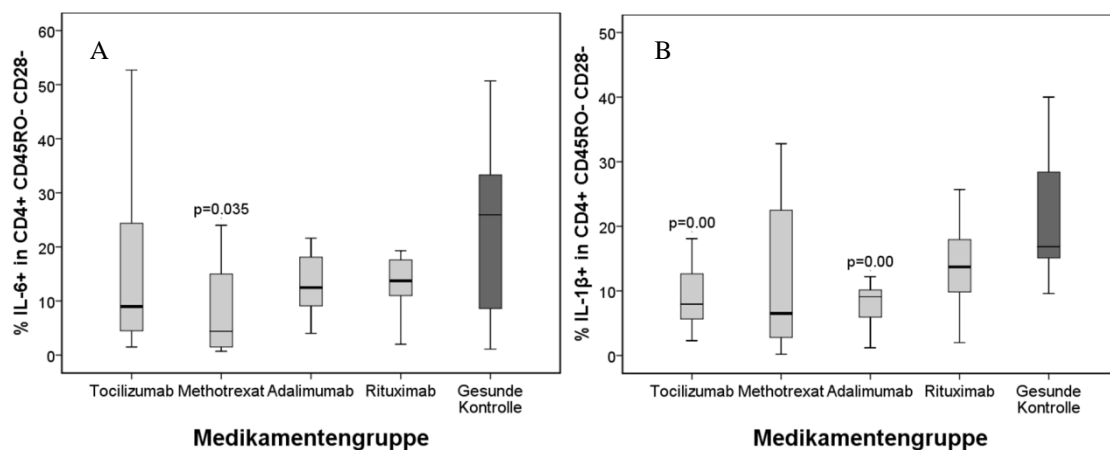 A
% IL-6+ in CD4+ CD45RO- CD28-
60
50
40
30
20
10
0
p=0.035
Tocilizumab Methotrexat Adalimumab Rituximab Gesunde
Kontrolle
Medikamentengruppe
B
% IL-1β+ in CD4+ CD45RO- CD28-
50
40
30
20
10
0
p=0.00
p=0.00
Tocilizumab Methotrexat Adalimumab Rituximab Gesunde
Kontrolle
Medikamentengruppe